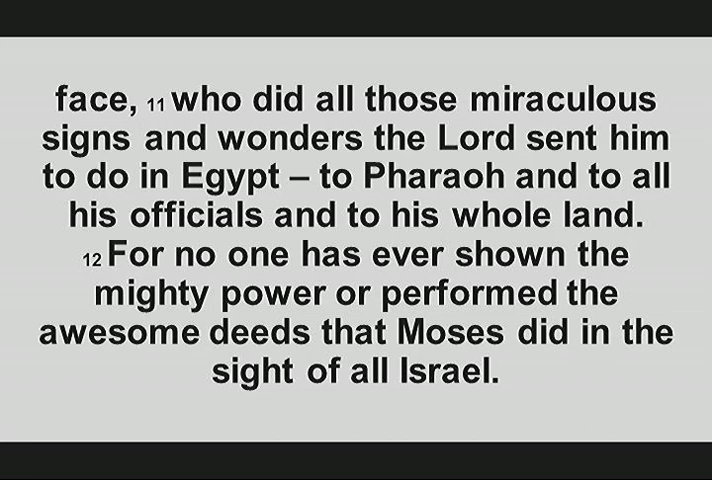 face, 11 who did all those miraculous
signs and wonders the Lord sent him
to do in Egypt – to Pharaoh and to all
his officials and to his whole land.
12 For no one has ever shown the
mighty power or performed the
awesome deeds that Moses did in the
sight of all Israel.